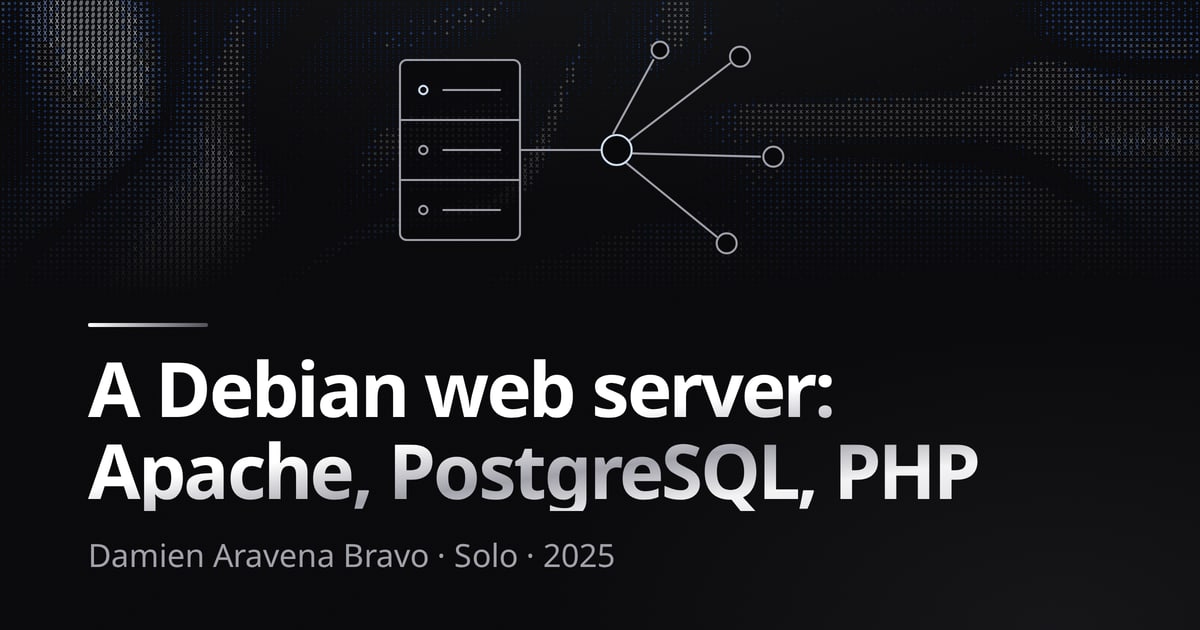 A Debian web server:
Apache, PostgreSQL, PHP
Damien Aravena Bravo · Solo · 2025